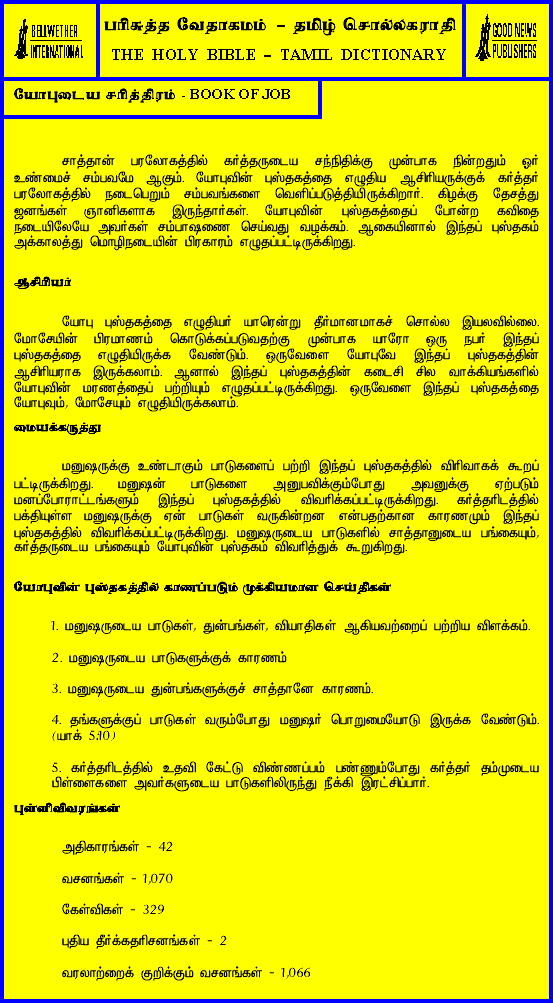 BELLWETHER
INTERNATIONAL
பரிசுத்த வேதாகமம் – தமிழ் சொல்லகராதி
THE HOLY BIBLE – TAMIL DICTIONARY
GOOD NEWS
PUBLISHERS
யோபுடைய சரித்திரம் - BOOK OF JOB
சாத்தான் பரலோகத்தில் கர்த்தருடைய சந்நிதிக்கு முன்பாக நின்றதும் ஓர்
உண்மைச் சம்பவமே ஆகும். யோபுவின் புஸ்தகத்தை எழுதிய ஆசிரியருக்குக் கர்த்தர்
பரலோகத்தில் நடைபெறும் சம்பவங்களை வெளிப்படுத்தியிருக்கிறார். கிழக்கு தேசத்து
ஜனங்கள் ஞானிகளாக இருந்தார்கள். யோபுவின் புஸ்தகத்தைப் போன்ற கவிதை
நடையிலேயே அவர்கள் சம்பாஷணை செய்வது வழக்கம். ஆகையினால் இந்தப் புஸ்தகம்
அக்காலத்து மொழிநடையின் பிரகாரம் எழுதப்பட்டிருக்கிறது.
ஆசிரியர்
யோபு புஸ்தகத்தை எழுதியர் யாரென்று தீர்மானமாகச் சொல்ல இயலவில்லை.
மோசேயின் பிரமாணம் கொடுக்கப்படுவதற்கு முன்பாக யாரோ ஒரு நபர் இந்தப்
புஸ்தகத்தை எழுதியிருக்க வேண்டும். ஒருவேளை யோபுவே இந்தப் புஸ்தகத்தின்
ஆசிரியராக இருக்கலாம். ஆனால் இந்தப் புஸ்தகத்தின் கடைசி சில வாக்கியங்களில்
யோபுவின் மரணத்தைப் பற்றியும் எழுதப்பட்டிருக்கிறது. ஒருவேளை இந்தப் புஸ்தகத்தை
யோபுவும், மோசேயும் எழுதியிருக்கலாம்.
மையக்கருத்து
மனுஷருக்கு உண்டாகும் பாடுகளைப் பற்றி இந்தப் புஸ்தகத்தில் விரிவாகக் கூறப்
பட்டிருக்கிறது. மனுஷன் பாடுகளை அனுபவிக்கும்போது அவனுக்கு ஏற்படும்
மனப்போராட்டங்களும் இந்தப் புஸ்தகத்தில் விவரிக்கப்பட்டிருக்கிறது. கர்த்தரிடத்தில்
பக்தியுள்ள மனுஷருக்கு ஏன் பாடுகள் வருகின்றன என்பதற்கான காரணமும் இந்தப்
புஸ்தகத்தில் விவரிக்கப்பட்டிருக்கிறது. மனுஷருடைய பாடுகளில் சாத்தானுடைய பங்கையும்,
கர்த்தருடைய பங்கையும் யோபுவின் புஸ்தகம் விவரித்துக் கூறுகிறது.
யோபுவின் புஸ்தகத்தில் காணப்படும் முக்கியமான செய்திகள்
1. மனுஷருடைய பாடுகள், துன்பங்கள், வியாதிகள் ஆகியவற்றைப் பற்றிய விளக்கம்.
2. மனுஷருடைய பாடுகளுக்குக் காரணம்
3. மனுஷருடைய துன்பங்களுக்குச் சாத்தானே காரணம்.
4. தங்களுக்குப் பாடுகள் வரும்போது மனுஷர் பொறுமையோடு இருக்க வேண்டும்.
(யாக் 5:10)
5. கர்த்தரிடத்தில் உதவி கேட்டு விண்ணப்பம் பண்ணும்போது கர்த்தர் தம்முடைய
பிள்ளைகளை அவர்களுடைய பாடுகளிலிருந்து நீக்கி இரட்சிப்பார்.
புள்ளிவிவரங்கள்
அதிகாரங்கள் - 42
வசனங்கள் - 1,070
கேள்விகள் - 329
புதிய தீர்க்கதரிசனங்கள் - 2
வரலாற்றைக் குறிக்கும் வசனங்கள் - 1,066